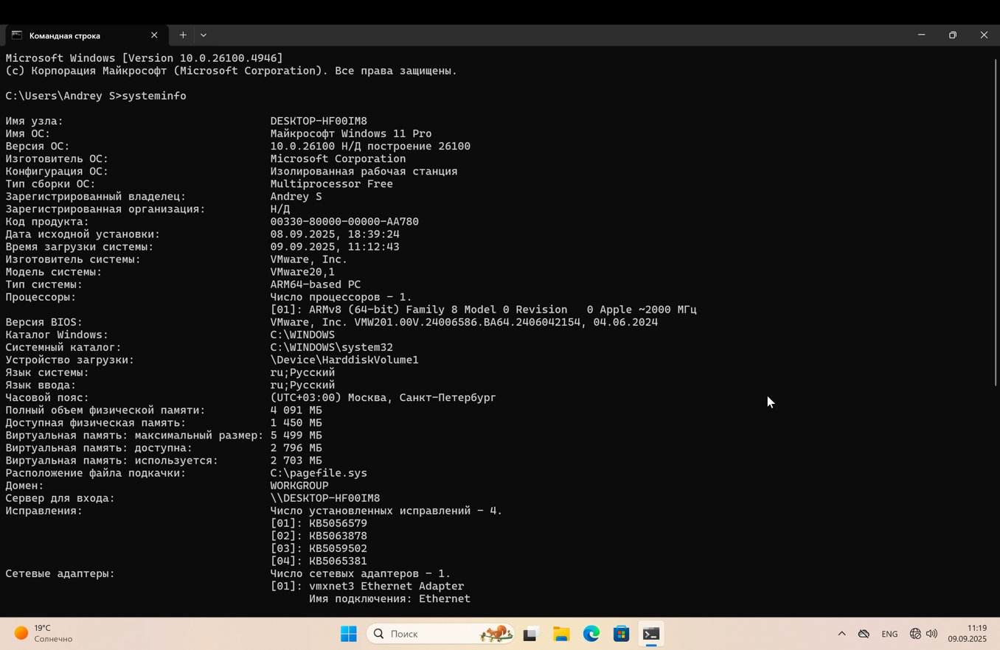 Командная строка
Microsoft Windows [Version 10.0.26100.4946]
(c) Корпорация Майкрософт (Microsoft Corporation). Все права защищены.
C:\Users\Andrey S>systeminfo
Имя узла: DESKTOP-HF00IM8
Имя ОС: Майкрософт Windows 11 Pro
Версия ОС: 10.0.26100 Н/Д построение 26100
Изготовитель ОС: Microsoft Corporation
Конфигурация ОС: Изолированная рабочая станция
Тип сборки ОС: Multiprocessor Free
Зарегистрированный владелец: Andrey S
Зарегистрированная организация: Н/Д
Код продукта: 00330-80000-00000-AA780
Дата исходной установки: 08.09.2025, 18:39:24
Время загрузки системы: 09.09.2025, 11:12:43
Изготовитель системы: VMware, Inc.
Модель системы: VMware20,1
Тип системы: ARM64-based PC
Процессоры: Число процессоров - 1.
[01]: ARMv8 (64-bit) Family 8 Model 0 Revision   0 Apple ~2000 МГц
Версия BIOS: VMware, Inc. VMW201.00V.24006586.BA64.2406042154, 04.06.2024
Каталог Windows: C:\WINDOWS
Системный каталог: C:\WINDOWS\system32
Устройство загрузки: \Device\HarddiskVolume1
Язык системы: ru;Русский
Язык ввода: ru;Русский
Часовой пояс: (UTC+03:00) Москва, Санкт-Петербург
Полный объем физической памяти: 4 091 МБ
Доступная физическая память: 1 450 МБ
Виртуальная память: максимальный размер: 5 499 МБ
Виртуальная память: доступна: 2 796 МБ
Виртуальная память: используется: 2 703 МБ
Расположение файла подкачки: C:\pagefile.sys
Домен: WORKGROUP
Сервер для входа: \\DESKTOP-HF00IM8
Исправления: Число установленных исправлений - 4.
[01]: KB5056579
[02]: KB5063878
[03]: KB5059502
[04]: KB5065381
Сетевые адаптеры: Число сетевых адаптеров - 1.
[01]: vmxnet3 Ethernet Adapter
Имя подключения: Ethernet
19°C
Солнечно
Поиск
ENG
11:19
09.09.2025